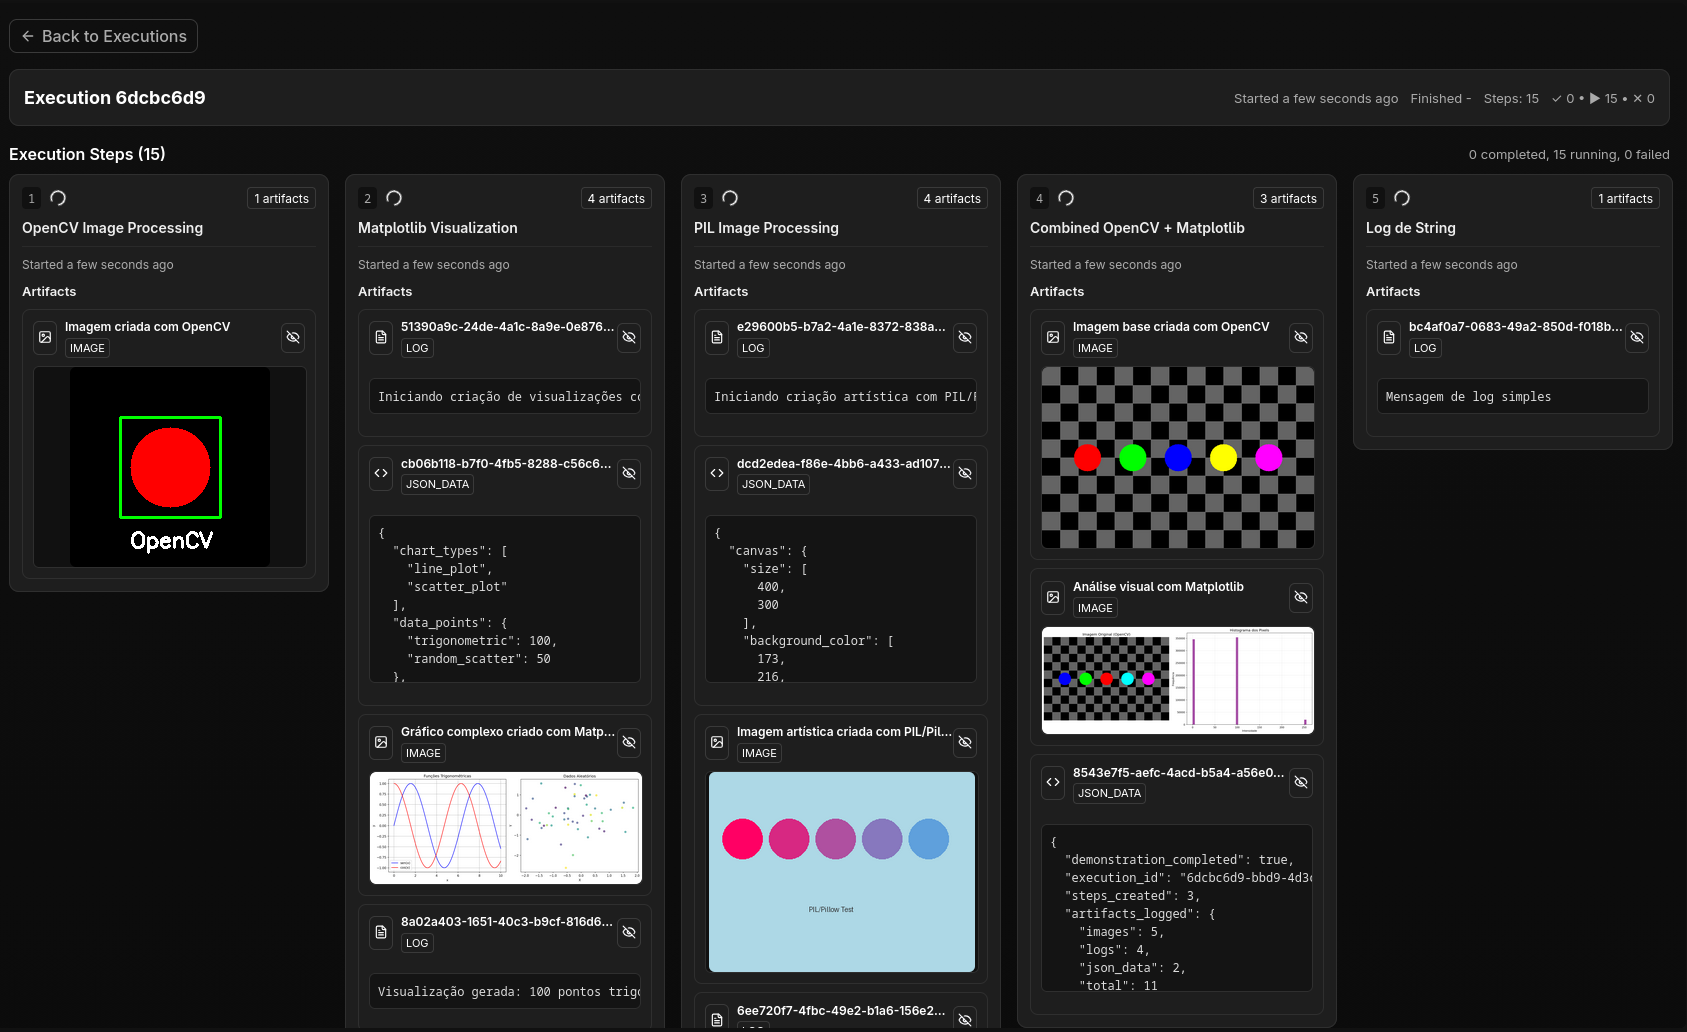 Back to Executions
Execution 6dcbc6d9
Started a few seconds ago Finished - Steps: 15 ✓ 0 • ▶ 15 • ✕ 0
Execution Steps (15)
0 completed, 15 running, 0 failed
1
1 artifacts
OpenCV Image Processing
Started a few seconds ago
Artifacts
Imagem criada com OpenCV
IMAGE
OpenCV
2
4 artifacts
Matplotlib Visualization
Started a few seconds ago
Artifacts
51390a9c-24de-4a1c-8a9e-0e876...
LOG
Iniciando criação de visualizações
cb06b118-b7f0-4fb5-8288-c56c6...
JSON_DATA
{
"chart_types": [
"line_plot",
"scatter_plot"
],
"data_points": {
"trigonometric": 100,
"random_scatter": 50
},
Gráfico complexo criado com Matp...
IMAGE
Funções Trigonométricas
Dados Aleatórios
8a02a403-1651-40c3-b9cf-816d6...
LOG
Visualização gerada: 100 pontos
3
4 artifacts
PIL Image Processing
Started a few seconds ago
Artifacts
e29600b5-b7a2-4a1e-8372-838a...
LOG
Iniciando criação artística com PIL/
dcd2edea-f86e-4bb6-a433-ad107...
JSON_DATA
{
"canvas": {
"size": [
400,
300
],
"background_color": [
173,
216,
Imagem artística criada com PIL/Pil...
IMAGE
PIL/Pillow Test
6ee720f7-4fbc-49e2-b1a6-156e2...
LOG
4
3 artifacts
Combined OpenCV + Matplotlib
Started a few seconds ago
Artifacts
Imagem base criada com OpenCV
IMAGE
Análise visual com Matplotlib
IMAGE
Imagem Original (OpenCV)
Histograma dos Pixels
8543e7f5-aefc-4acd-b5a4-a56e0...
JSON_DATA
{
"demonstration_completed": true,
"execution_id": "6dcbc6d9-bbd9-4d3c
"steps_created": 3,
"artifacts_logged": {
"images": 5,
"logs": 4,
"json_data": 2,
"total": 11
5
1 artifacts
Log de String
Started a few seconds ago
Artifacts
bc4af0a7-0683-49a2-850d-f018b...
LOG
Mensagem de log simples